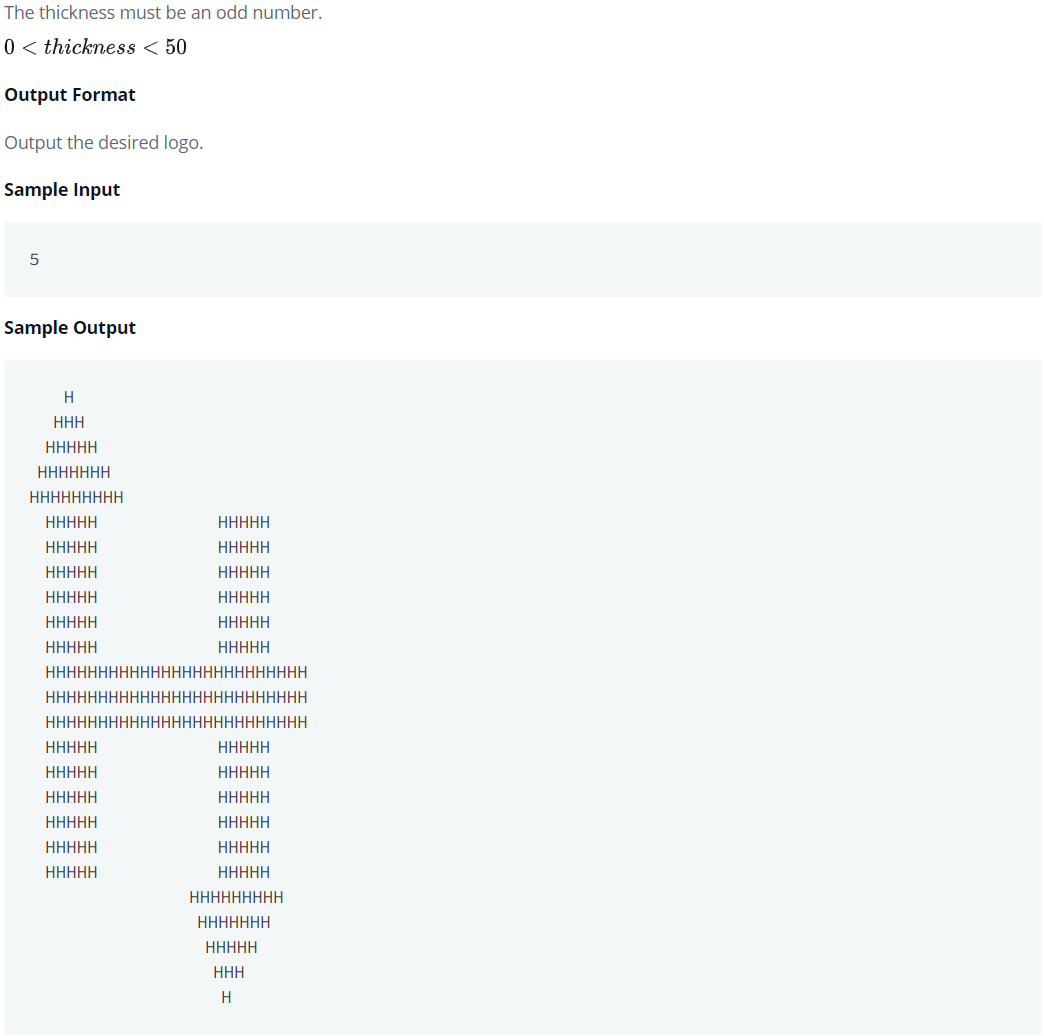 The thickness must be an odd number.
0 < thickness < 50
Output Format
Output the desired logo.
Sample Input
5
Sample Output
    H
   HHH
  HHHHH
 HHHHHHH
HHHHHHHHH
  HHHHH               HHHHH
  HHHHH               HHHHH
  HHHHH               HHHHH
  HHHHH               HHHHH
  HHHHH               HHHHH
  HHHHH               HHHHH
  HHHHHHHHHHHHHHHHHHHHHHHHH
  HHHHHHHHHHHHHHHHHHHHHHHHH
  HHHHHHHHHHHHHHHHHHHHHHHHH
  HHHHH               HHHHH
  HHHHH               HHHHH
  HHHHH               HHHHH
  HHHHH               HHHHH
  HHHHH               HHHHH
  HHHHH               HHHHH
                    HHHHHHHHH
                     HHHHHHH
                      HHHHH
                       HHH
                        H